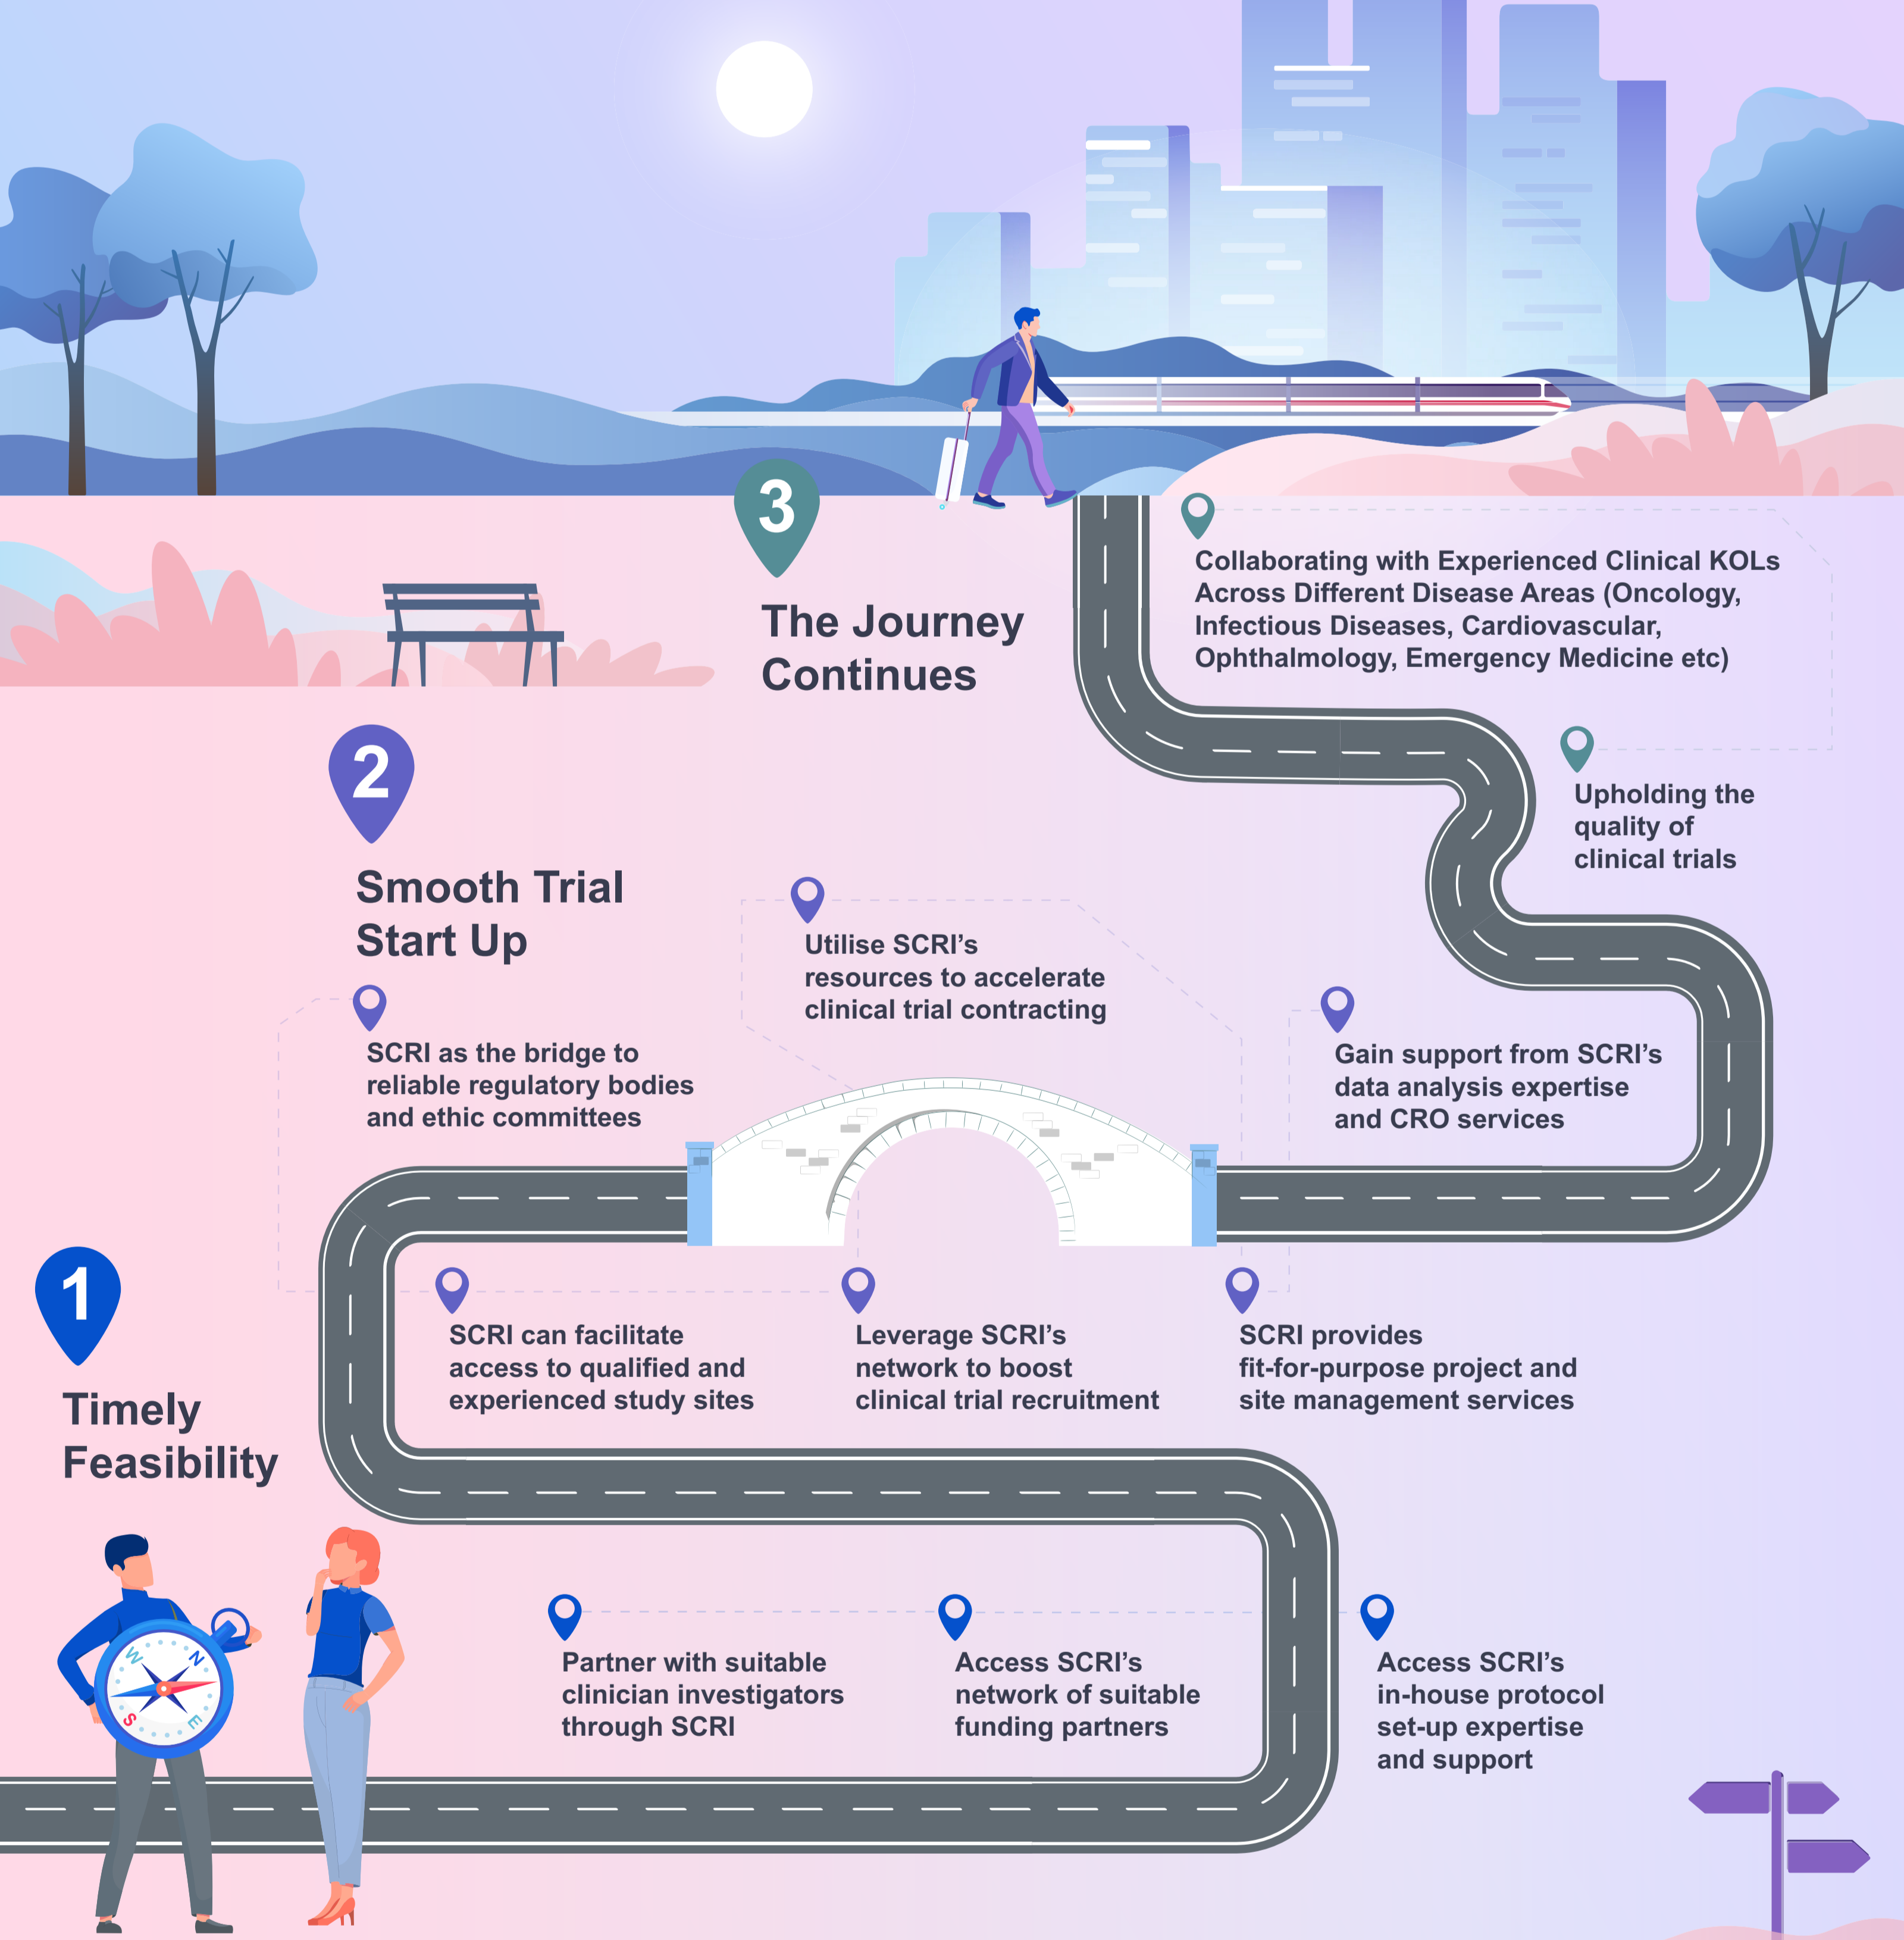 3
The Journey
Continues
Collaborating with Experienced Clinical KOLs
Across Different Disease Areas (Oncology,
Infectious Diseases, Cardiovascular,
Ophthalmology, Emergency Medicine etc)
Upholding the
quality of
clinical trials
2
Smooth Trial
Start Up
SCRI as the bridge to
reliable regulatory bodies
and ethic committees
Utilise SCRI’s
resources to accelerate
clinical trial contracting
Gain support from SCRI’s
data analysis expertise
and CRO services
SCRI can facilitate
access to qualified and
experienced study sites
Leverage SCRI’s
network to boost
clinical trial recruitment
SCRI provides
fit-for-purpose project and
site management services
1
Timely
Feasibility
Partner with suitable
clinician investigators
through SCRI
Access SCRI’s
network of suitable
funding partners
Access SCRI’s
in-house protocol
set-up expertise
and support
W
N
S
E